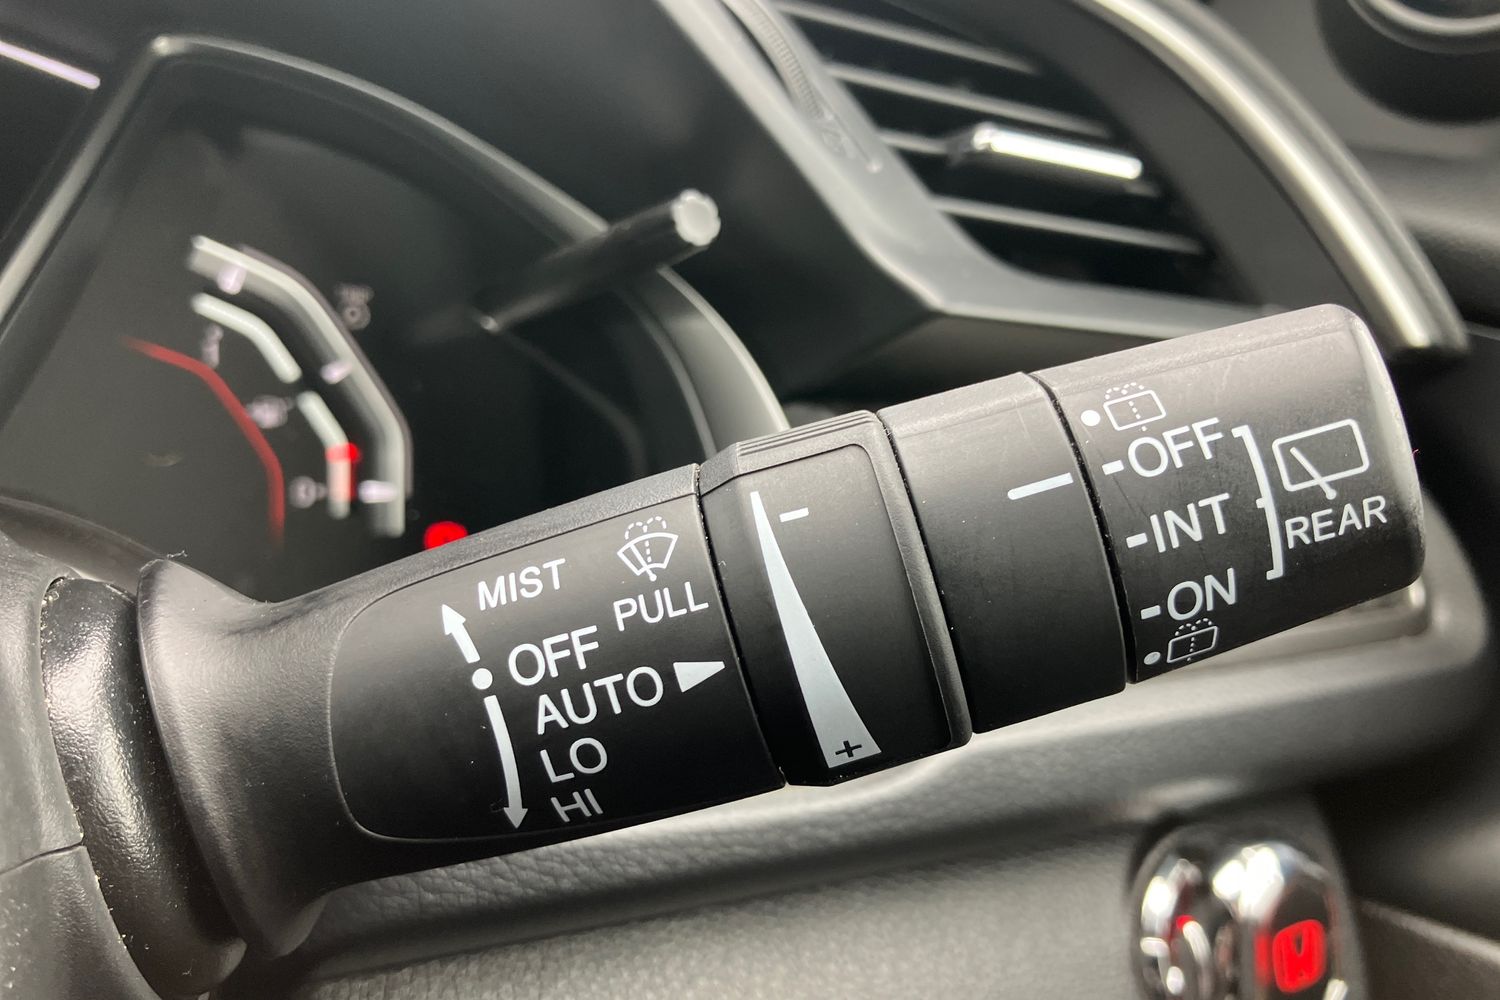 MIST
PULL
OFF
AUTO
LO
HI
-
+
-OFF
-INT
-ON
REAR